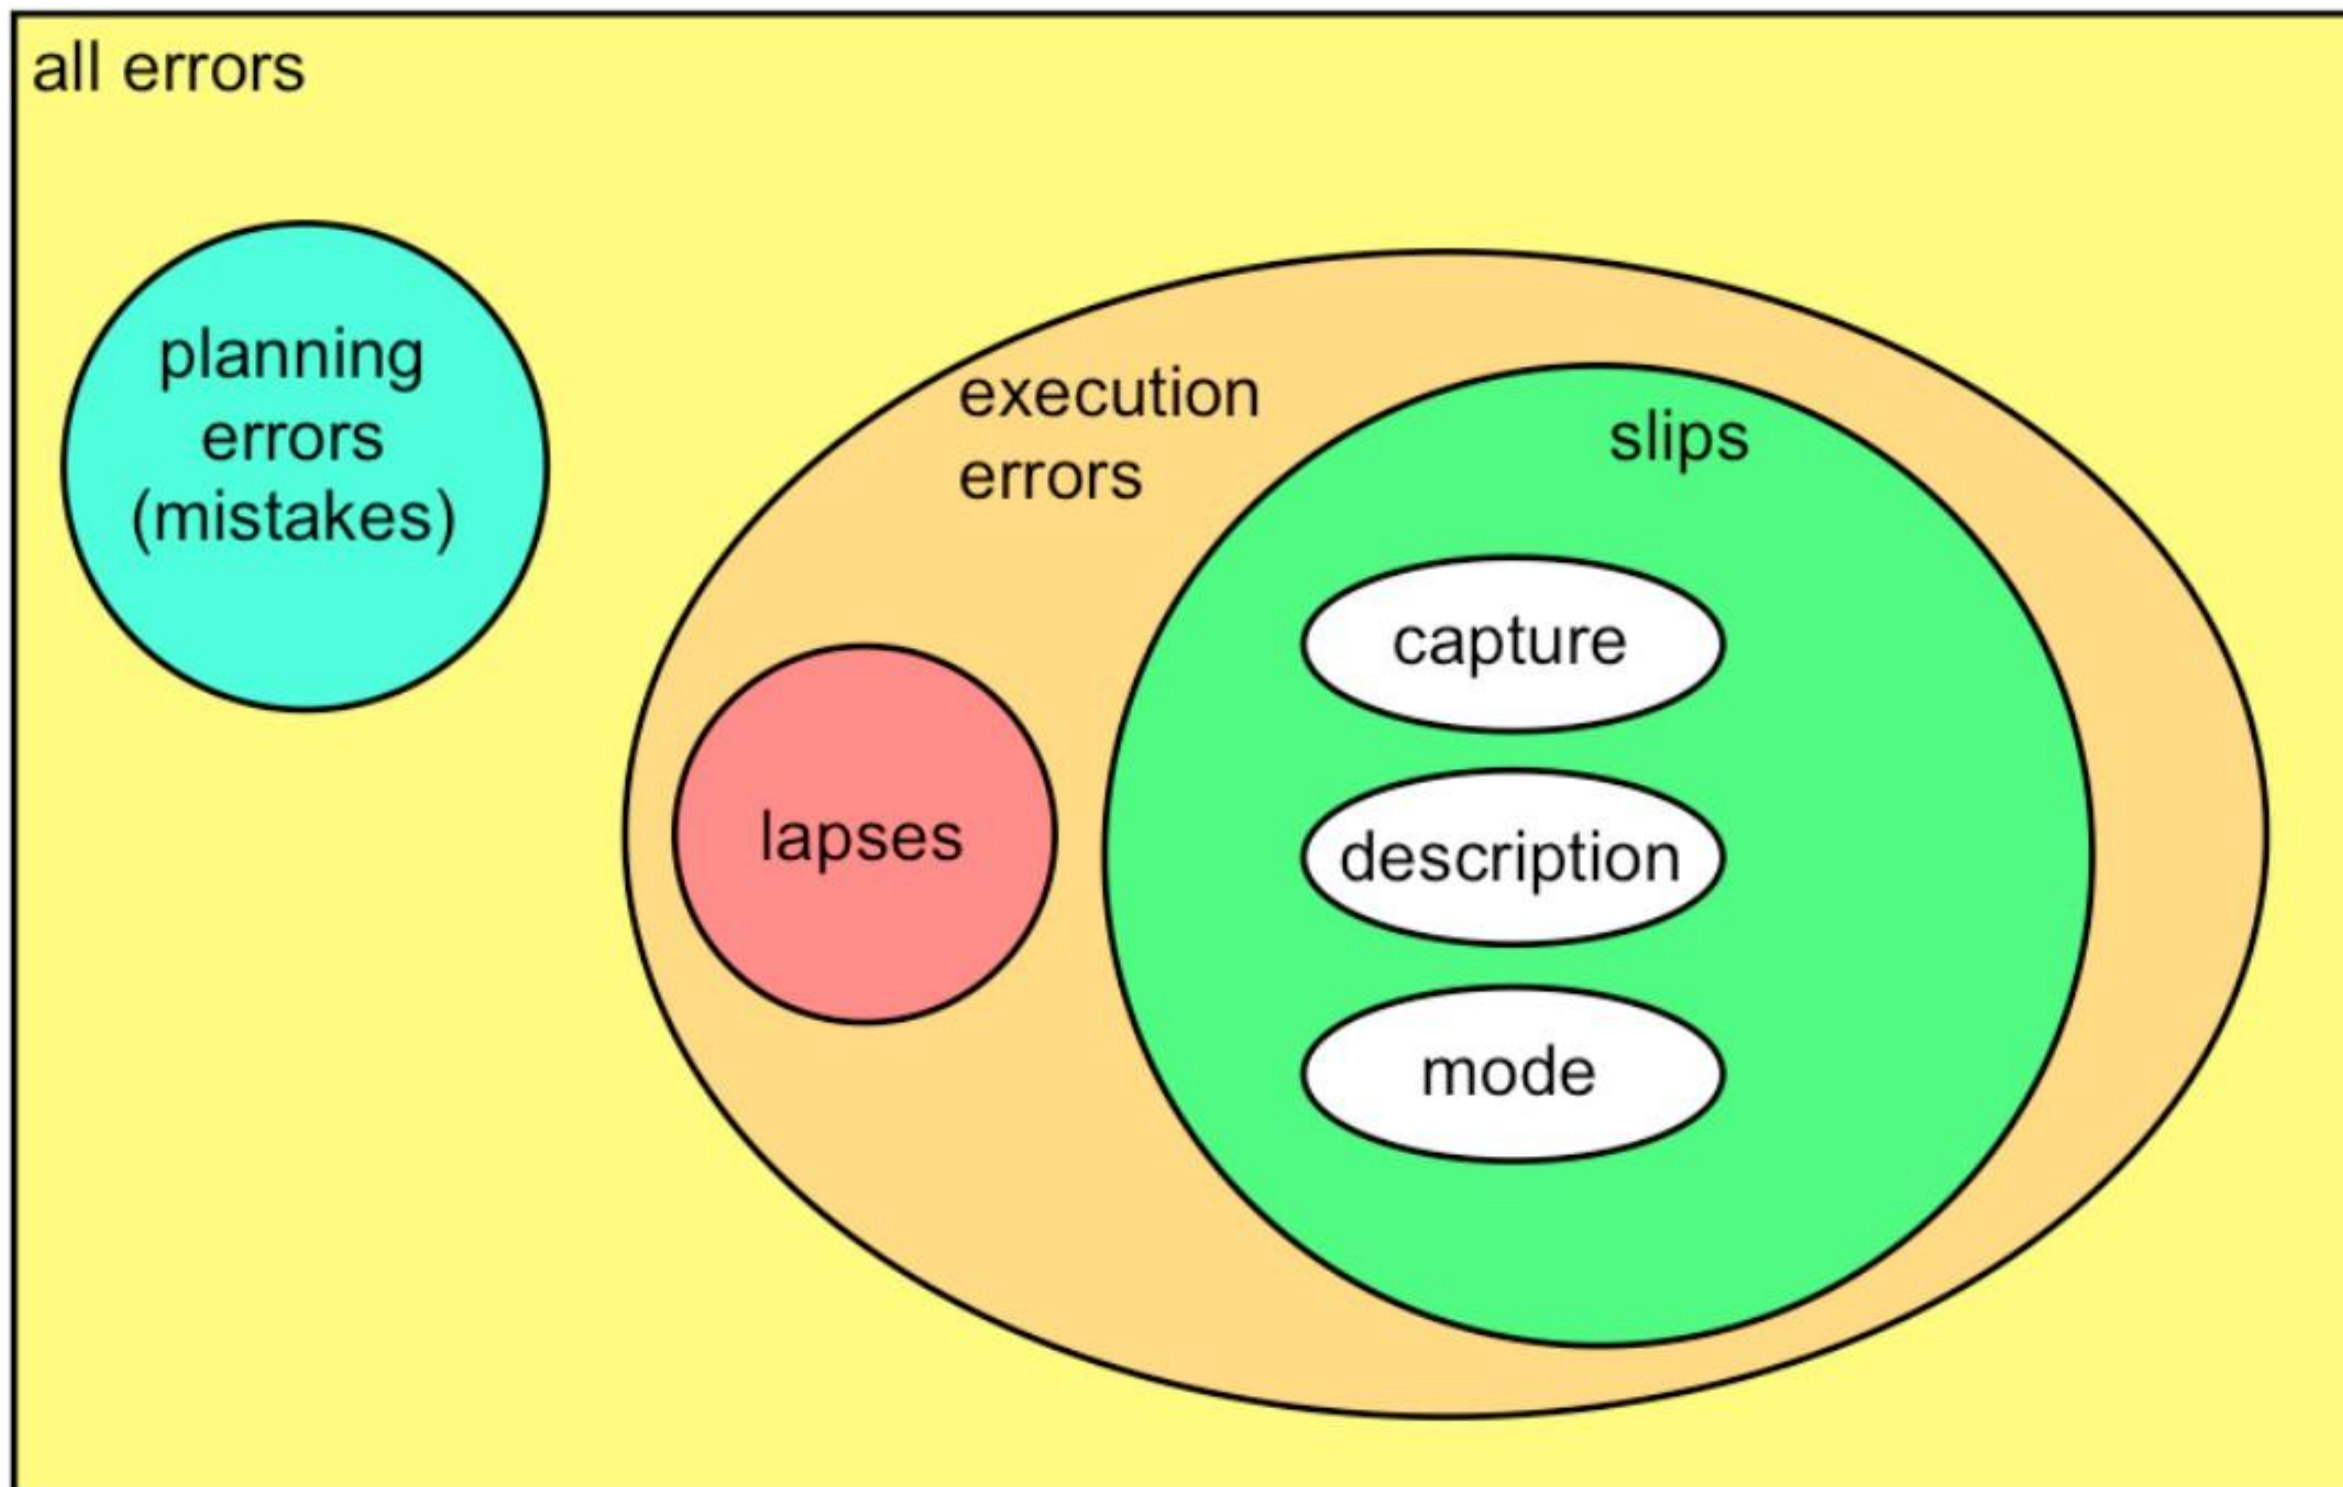 all errors
planning
errors
(mistakes)
execution
errors
slips
capture
lapses
description
mode